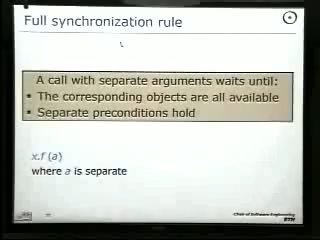 Full synchronization rule
A call with separate arguments waits until:
▪ The corresponding objects are all available
▪ Separate preconditions hold
x.f (a)
where a is separate
Chair of Software Engineering
ETH